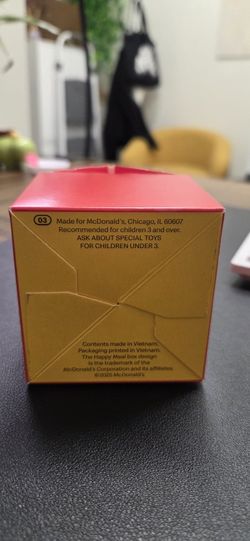 03 Made for McDonald's, Chicago, IL 60607
Recommended for children 3 and over.
ASK ABOUT SPECIAL TOYS
FOR CHILDREN UNDER 3.
Contents made in Vietnam.
Packaging printed in Vietnam.
The Happy Meal box design
is the trademark of the
McDonald's Corporation and its affiliates
©2025 McDonald's